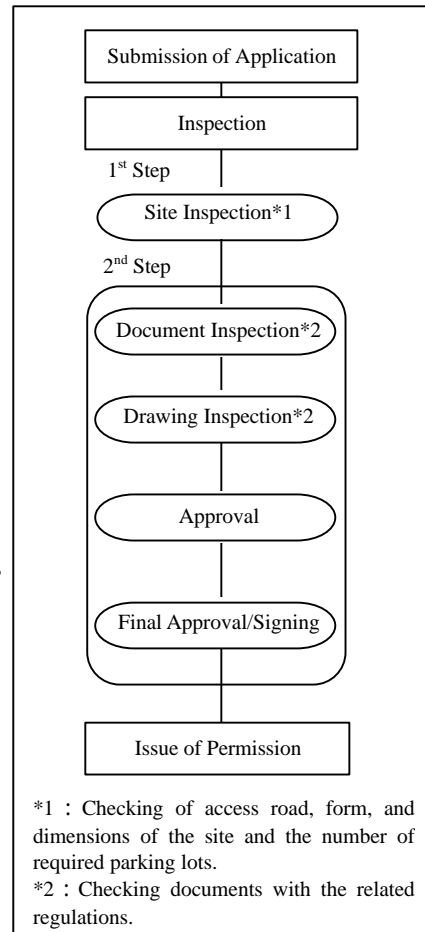 Submission of Application
Inspection
1st Step
Site Inspection*1
2nd Step
Document Inspection*2
Drawing Inspection*2
Approval
Final Approval/Signing
Issue of Permission
*1：Checking of access road, form, and
dimensions of the site and the number of
required parking lots.
*2：Checking documents with the related
regulations.